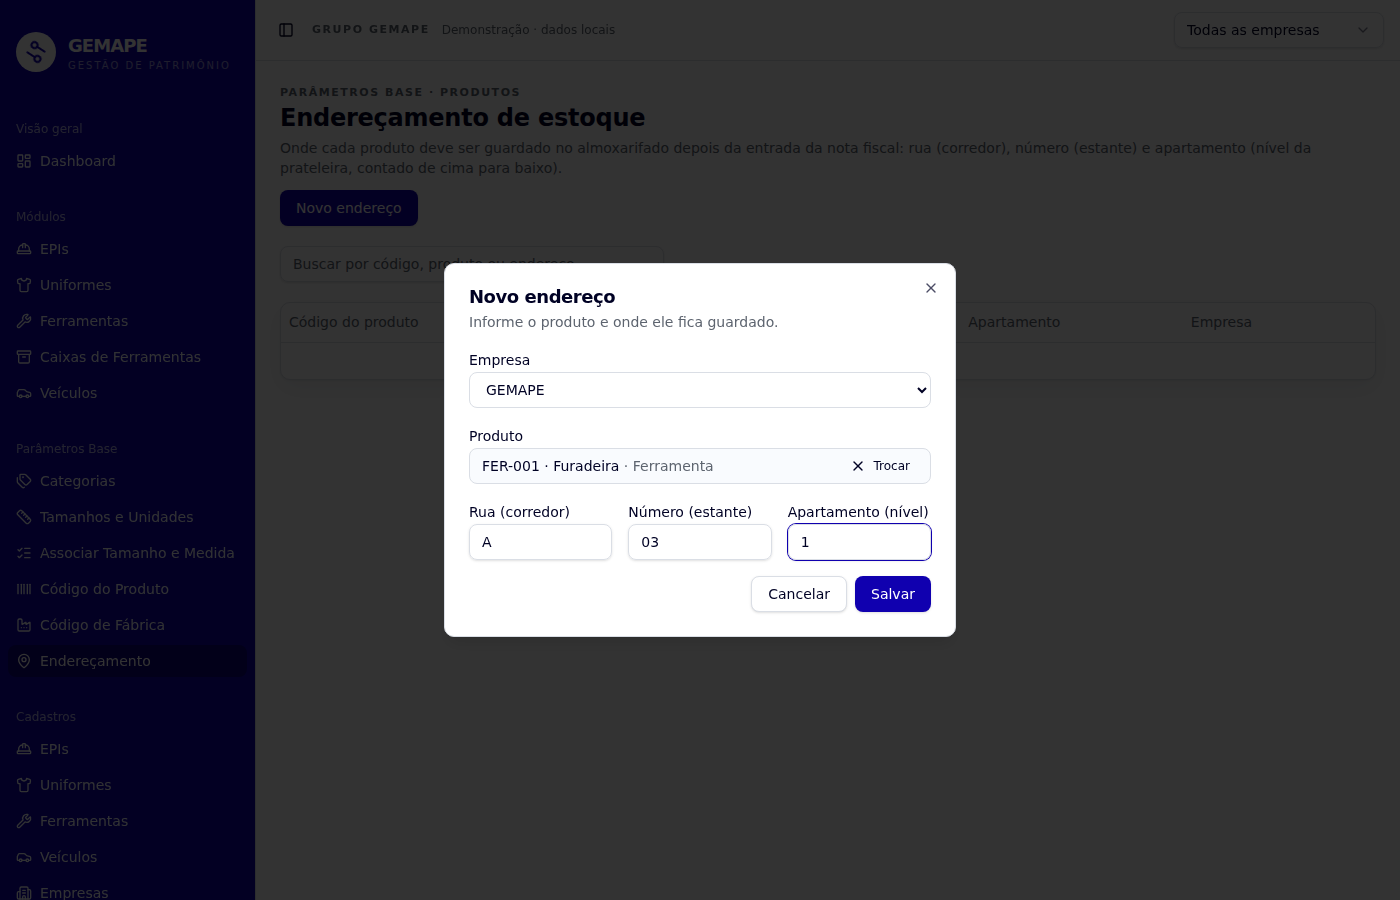 GEMAPE
GESTÃO DE PATRIMÔNIO
Visão geral
Dashboard
Módulos
EPIs
Uniformes
Ferramentas
Caixas de Ferramentas
Veículos
Parâmetros Base
Categorias
Tamanhos e Unidades
Associar Tamanho e Medida
Código do Produto
Código de Fábrica
Endereçamento
Cadastros
EPIs
Uniformes
Ferramentas
Veículos
Empresas
GRUPO GEMAPE Demonstração · dados locais
Todas as empresas
PARÂMETROS BASE · PRODUTOS
Endereçamento de estoque
Onde cada produto deve ser guardado no almoxarifado depois da entrada da nota fiscal: rua (corredor), número (estante) e apartamento (nível da
prateleira, contado de cima para baixo).
Novo endereço
Buscar por código, produto ou endereço
Código do produto Apartamento Empresa
Novo endereço
Informe o produto e onde ele fica guardado.
Empresa
GEMAPE
Produto
FER-001 · Furadeira · Ferramenta Trocar
Rua (corredor) Número (estante) Apartamento (nível)
A 03 1
Cancelar Salvar